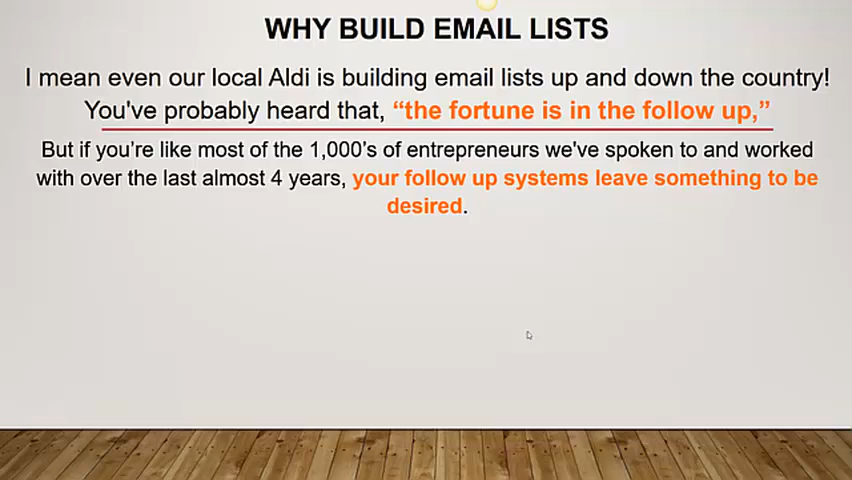 WHY BUILD EMAIL LISTS
I mean even our local Aldi is building email lists up and down the country!
You've probably heard that, “the fortune is in the follow up,”
But if you’re like most of the 1,000’s of entrepreneurs we've spoken to and worked
with over the last almost 4 years, your follow up systems leave something to be
desired.